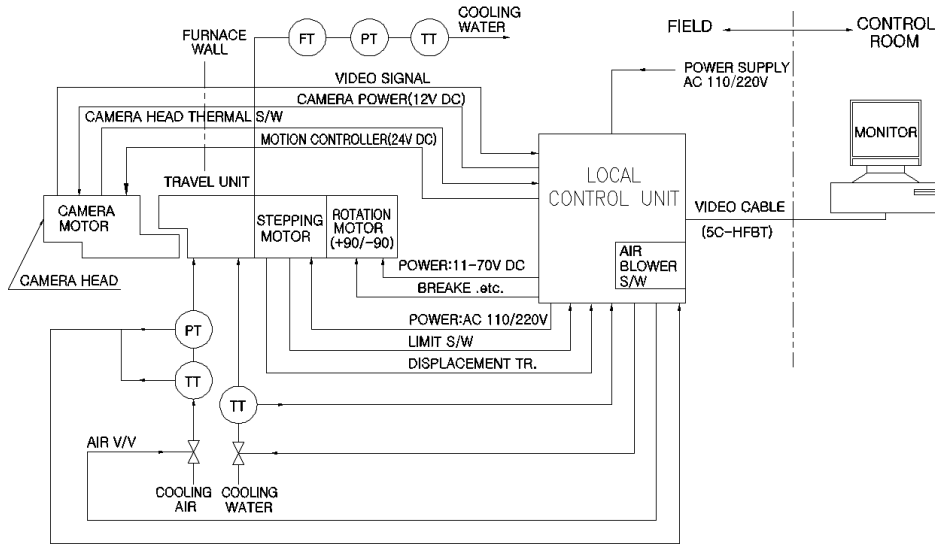 COOLING
WATER
FIELD
CONTROL
ROOM
FURNACE
WALL
FT
PT
TT
VIDEO SIGNAL
POWER SUPPLY
AC 110/220V
CAMERA POWER(12V DC)
CAMERA HEAD THERMAL S/W
MOTION CONTROLLER(24V DC)
MONITOR
TRAVEL UNIT
LOCAL
CONTROL UNIT
CAMERA
MOTOR
STEPPING
MOTOR
ROTATION
MOTOR
(+90/-90)
VIDEO CABLE
(5C-HFBT)
AIR
BLOWER
S/W
CAMERA HEAD
POWER:11-70V DC
BREAKE .etc.
POWER:AC 110/220V
LIMIT S/W
DISPLACEMENT TR.
PT
TT
TT
AIR V/V
COOLING
AIR
COOLING
WATER